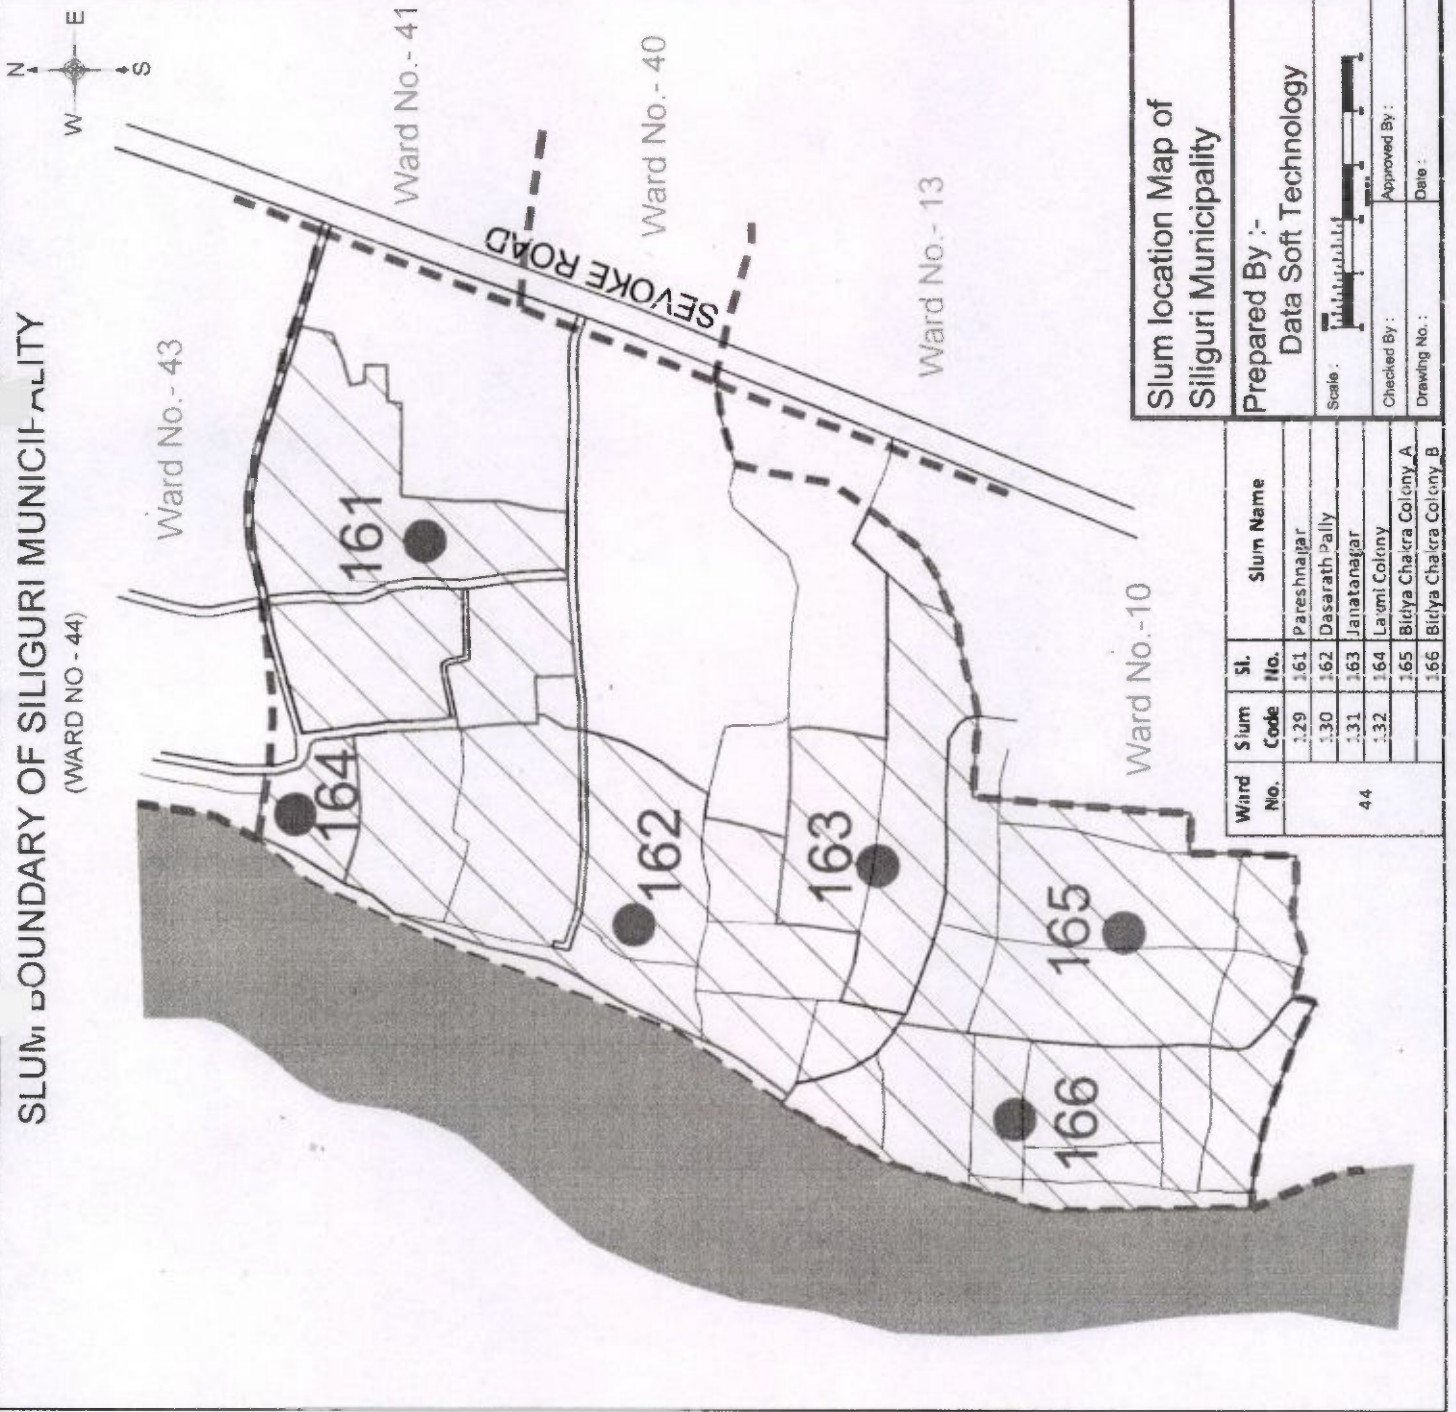 SLUM BOUNDARY OF SILIGURI MUNICIPALITY
(WARD NO - 44)
N
W E
S
Ward No.- 43
Ward No.- 41
Ward No.- 40
Ward No.- 13
Ward No.-10
SEVOKE ROAD
161
164
162
163
165
166
Ward No. Slum Code Sl. No. Slum Name
44
129 161 Pareshnagar
130 162 Dasarath Pally
131 163 Janatanagar
132 164 Laxmi Colony
165 Bidya Chakra Colony A
166 Bidya Chakra Colony B
Slum location Map of
Siliguri Municipality
Prepared By :-
Data Soft Technology
Scale :
Checked By : Approved By :
Drawing No. : Date :